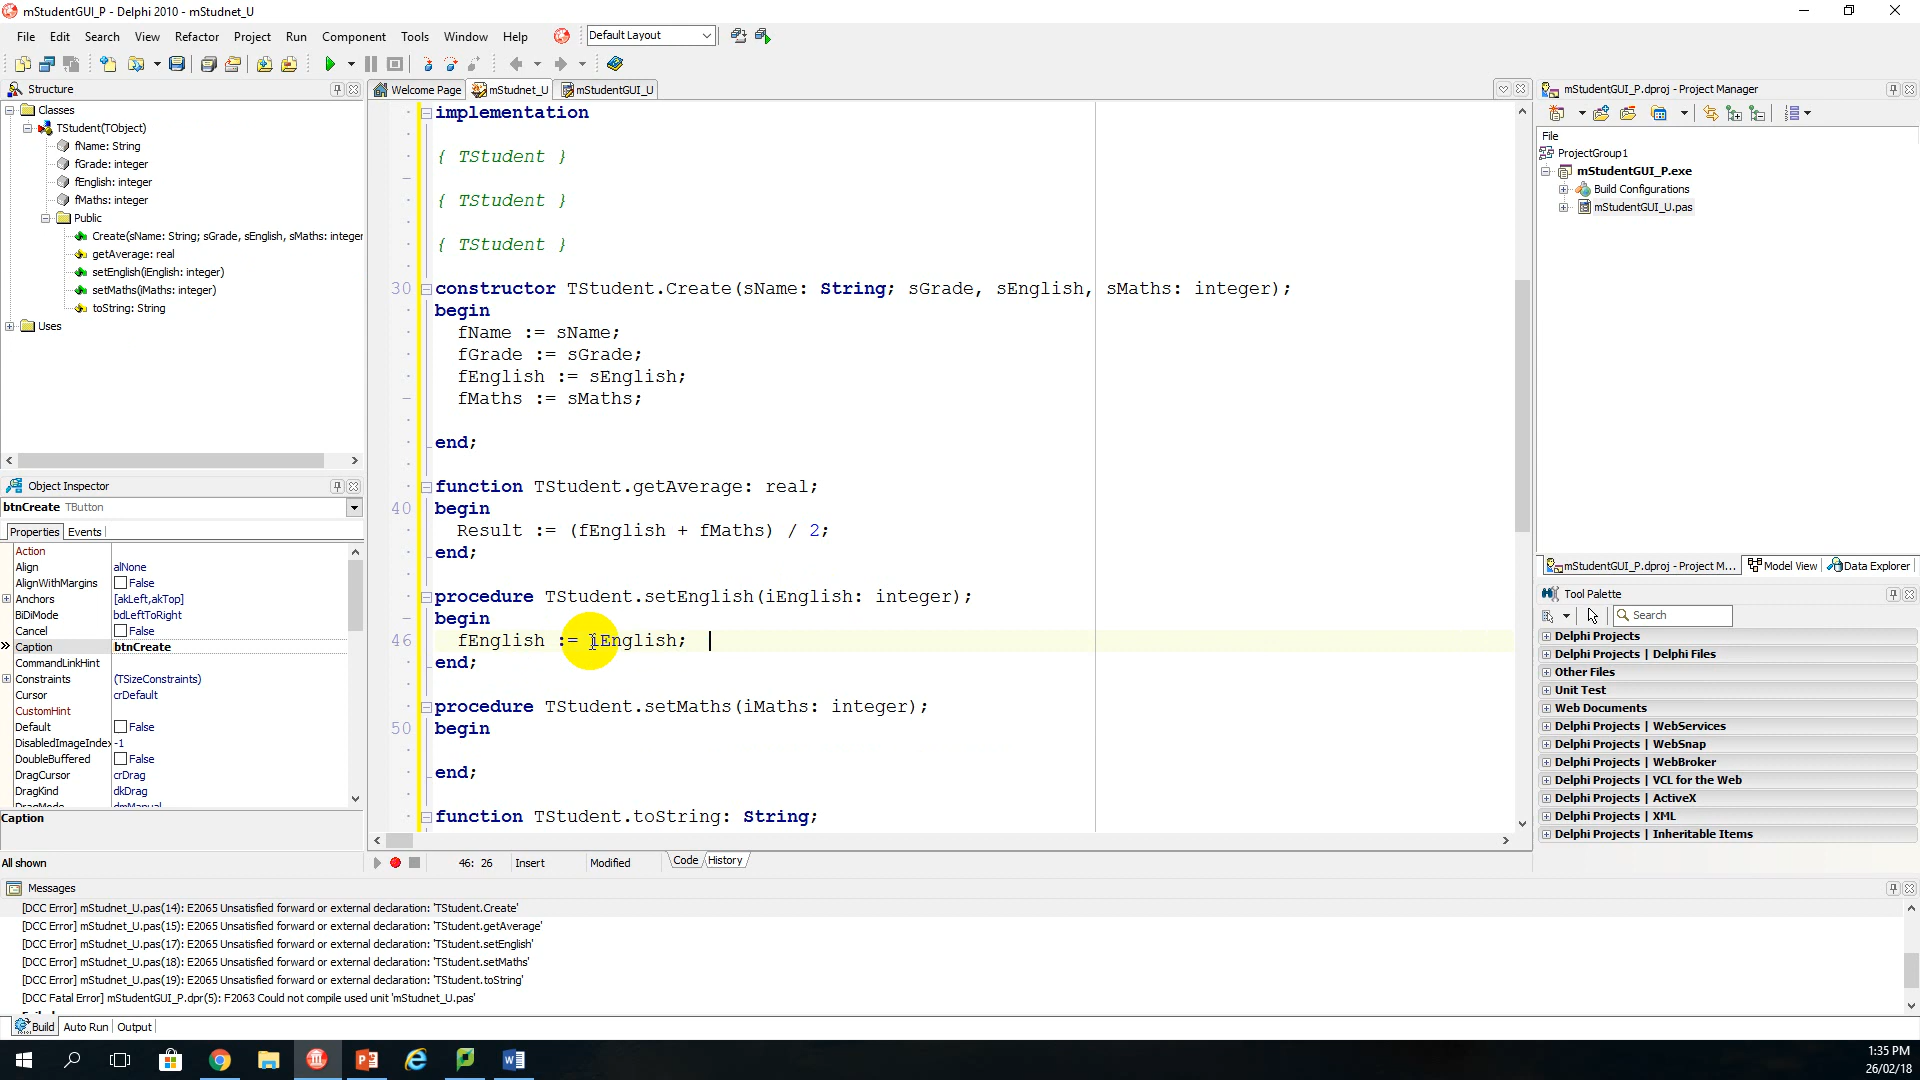 mStudentGUI_P - Delphi 2010 - mStudnet_U
File Edit Search View Refactor Project Run Component Tools Window Help Default Layout
Structure
Classes
TStudent(TObject)
fName: String
fGrade: integer
fEnglish: integer
fMaths: integer
Public
Create(sName: String; sGrade, sEnglish, sMaths: integer
getAverage: real
setEnglish(iEnglish: integer)
setMaths(iMaths: integer)
toString: String
Uses
Object Inspector
btnCreate TButton
Properties Events
Action
Align alNone
AlignWithMargins False
Anchors [akLeft,akTop]
BiDiMode bdLeftToRight
Cancel False
Caption btnCreate
CommandLinkHint
Constraints (TSizeConstraints)
Cursor crDefault
CustomHint
Default False
DisabledImageIndex -1
DoubleBuffered False
DragCursor crDrag
DragKind dkDrag
DragMode dmManual
Caption
All shown
Welcome Page mStudnet_U mStudentGUI_U
implementation
{ TStudent }
{ TStudent }
{ TStudent }
30 constructor TStudent.Create(sName: String; sGrade, sEnglish, sMaths: integer);
begin
fName := sName;
fGrade := sGrade;
fEnglish := sEnglish;
fMaths := sMaths;
end;
function TStudent.getAverage: real;
40 begin
Result := (fEnglish + fMaths) / 2;
end;
procedure TStudent.setEnglish(iEnglish: integer);
begin
46 fEnglish := iEnglish;
end;
procedure TStudent.setMaths(iMaths: integer);
50 begin
end;
function TStudent.toString: String;
46: 26 Insert Modified Code History
mStudentGUI_P.dproj - Project Manager
File
ProjectGroup1
mStudentGUI_P.exe
Build Configurations
mStudentGUI_U.pas
mStudentGUI_P.dproj - Project M... Model View Data Explorer
Tool Palette
Search
Delphi Projects
Delphi Projects | Delphi Files
Other Files
Unit Test
Web Documents
Delphi Projects | WebServices
Delphi Projects | WebSnap
Delphi Projects | WebBroker
Delphi Projects | VCL for the Web
Delphi Projects | ActiveX
Delphi Projects | XML
Delphi Projects | Inheritable Items
Messages
[DCC Error] mStudnet_U.pas(14): E2065 Unsatisfied forward or external declaration: 'TStudent.Create'
[DCC Error] mStudnet_U.pas(15): E2065 Unsatisfied forward or external declaration: 'TStudent.getAverage'
[DCC Error] mStudnet_U.pas(17): E2065 Unsatisfied forward or external declaration: 'TStudent.setEnglish'
[DCC Error] mStudnet_U.pas(18): E2065 Unsatisfied forward or external declaration: 'TStudent.setMaths'
[DCC Error] mStudnet_U.pas(19): E2065 Unsatisfied forward or external declaration: 'TStudent.toString'
[DCC Fatal Error] mStudentGUI_P.dpr(5): F2063 Could not compile used unit 'mStudnet_U.pas'
Build Auto Run Output
1:35 PM
26/02/18